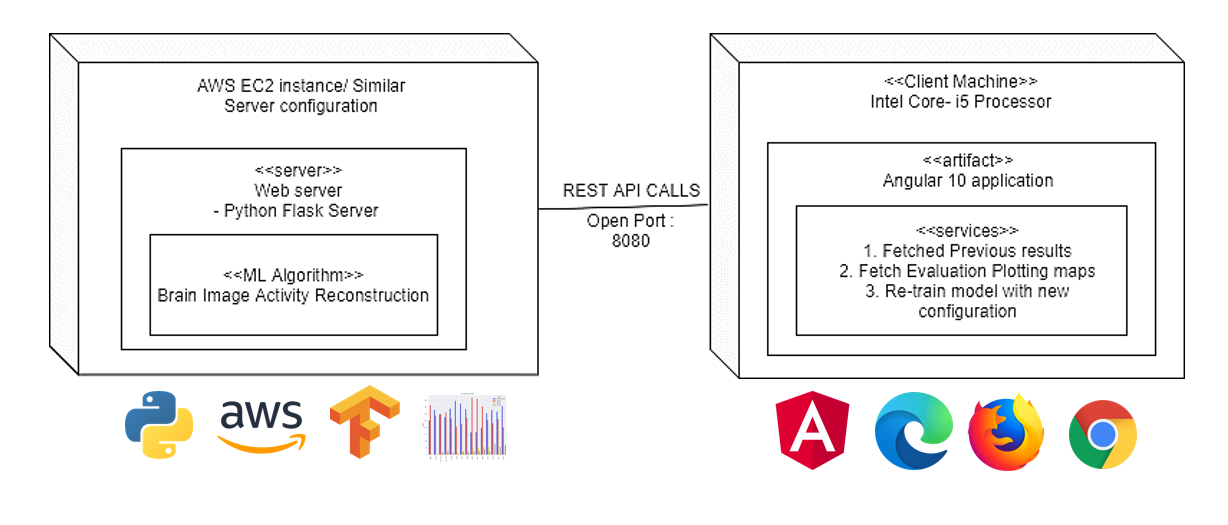 AWS EC2 instance/ Similar
Server configuration
<<server>>
Web server
- Python Flask Server
<<ML Algorithm>>
Brain Image Activity Reconstruction
REST API CALLS
Open Port :
8080
<<Client Machine>>
Intel Core- i5 Processor
<<artifact>>
Angular 10 application
<<services>>
1. Fetched Previous results
2. Fetch Evaluation Plotting maps
3. Re-train model with new
configuration
aws